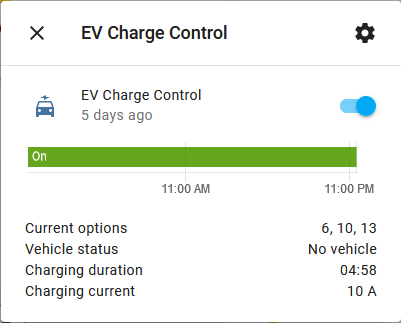 EV Charge Control
EV Charge Control
5 days ago
On
11:00 AM 11:00 PM
Current options 6, 10, 13
Vehicle status No vehicle
Charging duration 04:58
Charging current 10 A